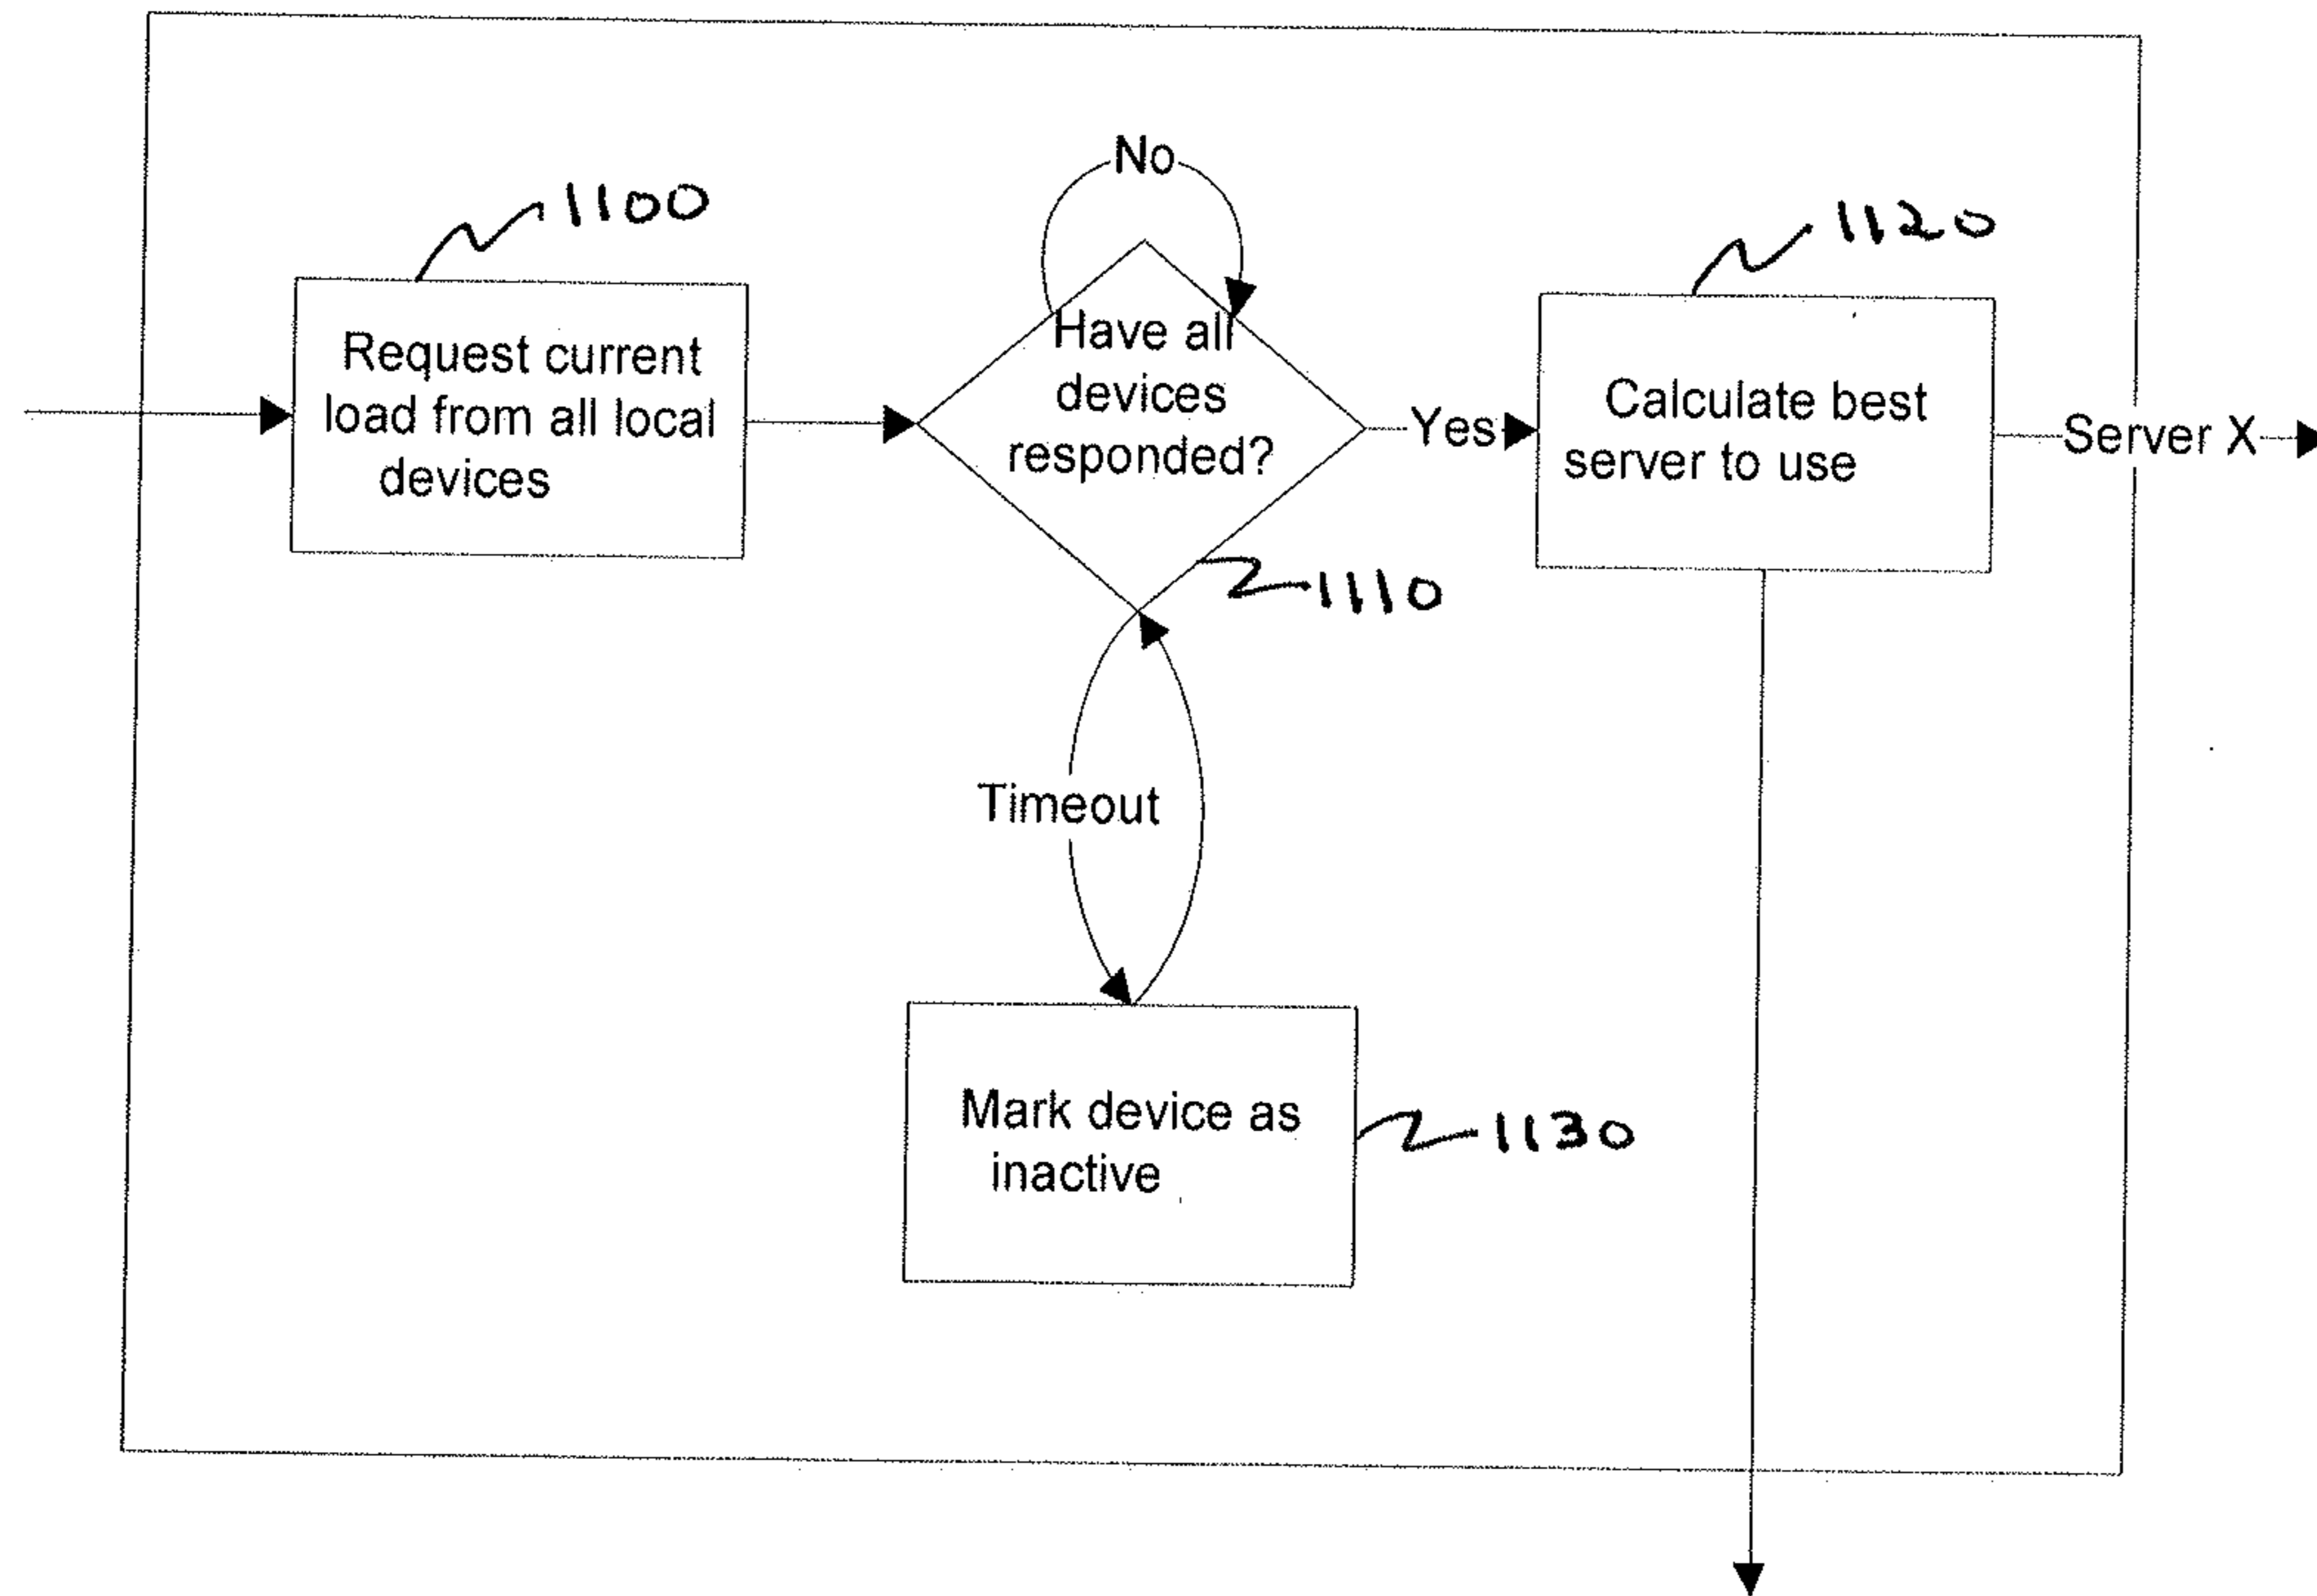 No
1100
1120
Request current
load from all local
devices
Have all
devices
responded?
Yes
Calculate best
server to use
Server X
1110
Timeout
Mark device as
inactive
1130